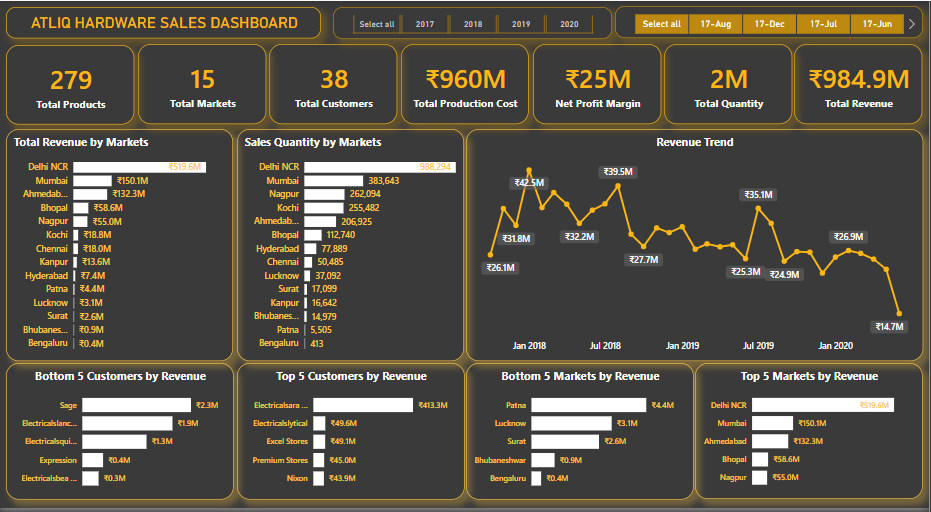 ATLIQ HARDWARE SALES DASHBOARD
Select all 2017 2018 2019 2020
Select all 17-Aug 17-Dec 17-Jul 17-Jun
279
Total Products
15
Total Markets
38
Total Customers
₹960M
Total Production Cost
₹25M
Net Profit Margin
2M
Total Quantity
₹984.9M
Total Revenue
Total Revenue by Markets
Delhi NCR ₹519.6M
Mumbai ₹150.1M
Ahmedab... ₹132.3M
Bhopal ₹58.6M
Nagpur ₹55.0M
Kochi ₹18.8M
Chennai ₹18.0M
Kanpur ₹13.6M
Hyderabad ₹7.4M
Patna ₹4.4M
Lucknow ₹3.1M
Surat ₹2.6M
Bhubanes... ₹0.9M
Bengaluru ₹0.4M
Sales Quantity by Markets
Delhi NCR 988,294
Mumbai 383,643
Nagpur 262,094
Kochi 255,482
Ahmedab... 206,925
Bhopal 112,740
Hyderabad 77,889
Chennai 50,485
Lucknow 37,092
Surat 17,099
Kanpur 16,642
Bhubanes... 14,979
Patna 5,505
Bengaluru 413
Revenue Trend
₹26.1M
₹31.8M
₹42.5M
₹32.2M
₹39.5M
₹27.7M
₹25.3M
₹35.1M
₹24.9M
₹26.9M
₹14.7M
Jan 2018 Jul 2018 Jan 2019 Jul 2019 Jan 2020
Bottom 5 Customers by Revenue
Sage ₹2.3M
Electricalslanc... ₹1.9M
Electricalsqui... ₹1.3M
Expression ₹0.4M
Electricalsbea ... ₹0.3M
Top 5 Customers by Revenue
Electricalsara ... ₹413.3M
Electricalslytical ₹49.6M
Excel Stores ₹49.1M
Premium Stores ₹45.0M
Nixon ₹43.9M
Bottom 5 Markets by Revenue
Patna ₹4.4M
Lucknow ₹3.1M
Surat ₹2.6M
Bhubaneshwar ₹0.9M
Bengaluru ₹0.4M
Top 5 Markets by Revenue
Delhi NCR ₹519.6M
Mumbai ₹150.1M
Ahmedabad ₹132.3M
Bhopal ₹58.6M
Nagpur ₹55.0M